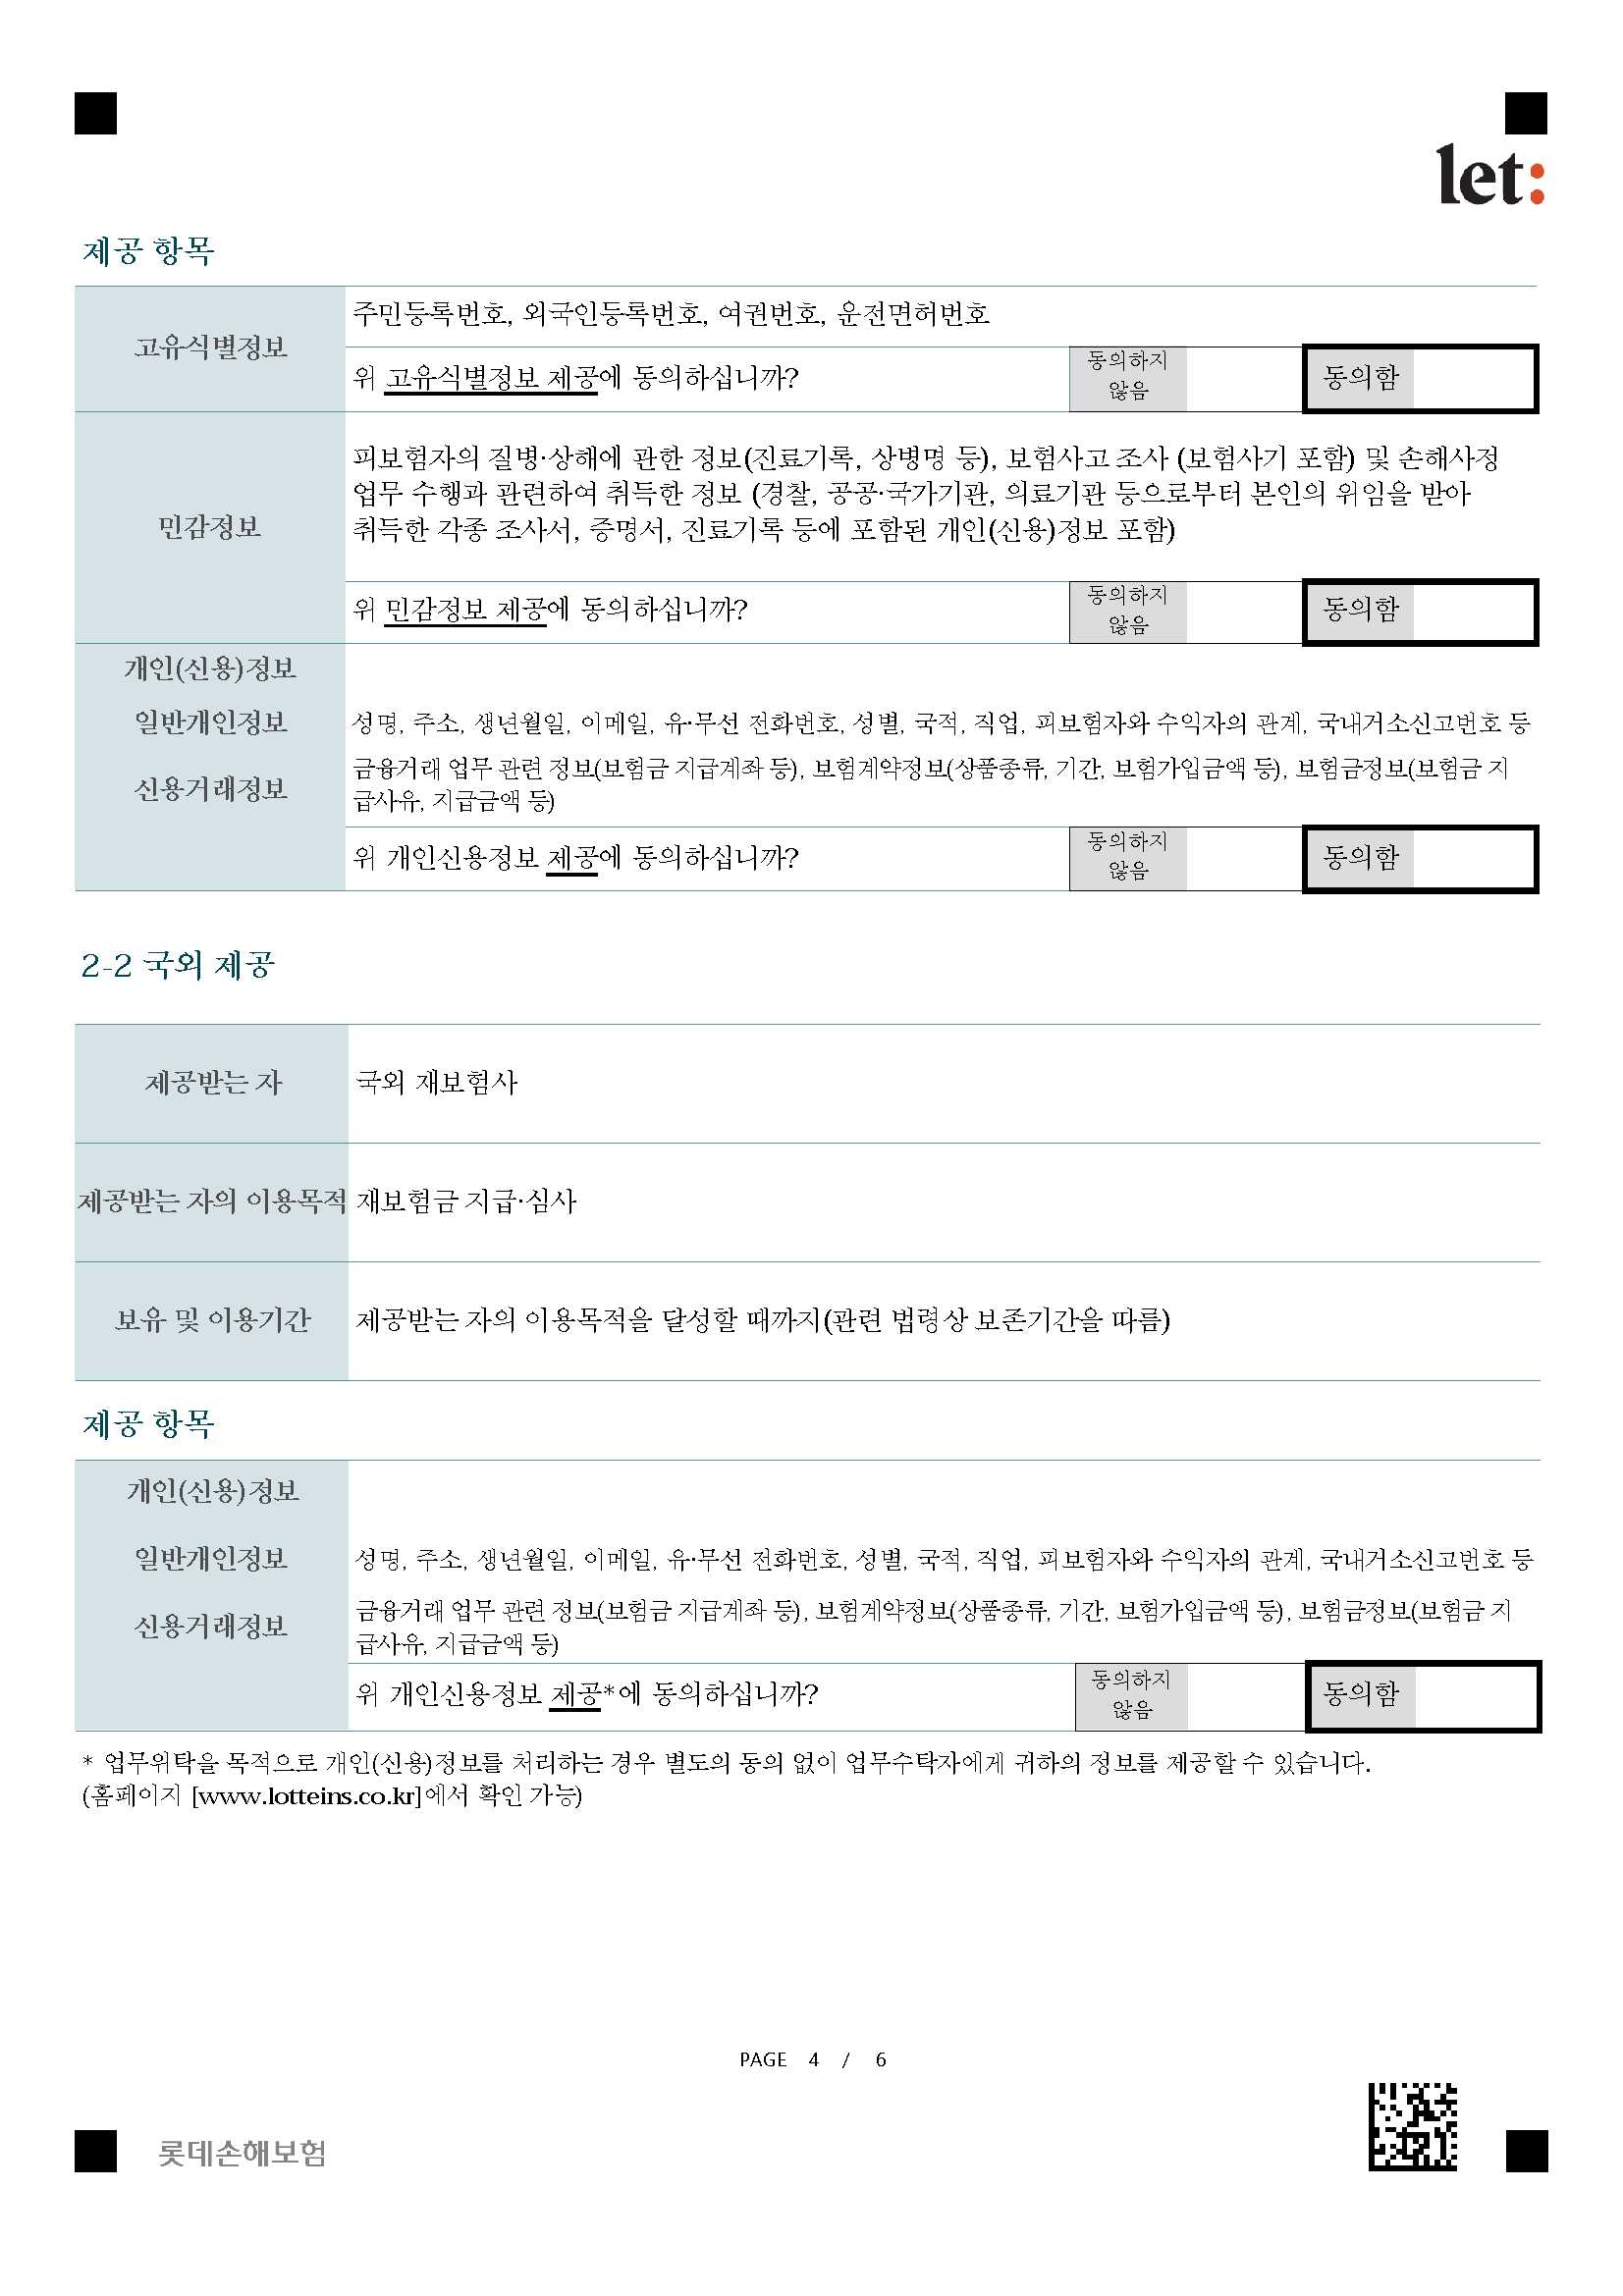 let:
제공 항목
고유식별정보
주민등록번호, 외국인등록번호, 여권번호, 운전면허번호
위 고유식별정보 제공에 동의하십니까?
동의하지
않음
동의함
민감정보
피보험자의 질병·상해에 관한 정보(진료기록, 상병명 등), 보험사고 조사 (보험사기 포함) 및 손해사정
업무 수행과 관련하여 취득한 정보 (경찰, 공공·국가기관, 의료기관 등으로부터 본인의 위임을 받아
취득한 각종 조사서, 증명서, 진료기록 등에 포함된 개인(신용)정보 포함)
위 민감정보 제공에 동의하십니까?
동의하지
않음
동의함
개인(신용)정보
일반개인정보
성명, 주소, 생년월일, 이메일, 유·무선 전화번호, 성별, 국적, 직업, 피보험자와 수익자의 관계, 국내거소신고번호 등
신용거래정보
금융거래 업무 관련 정보(보험금 지급계좌 등), 보험계약정보(상품종류, 기간, 보험가입금액 등), 보험금정보(보험금 지
급사유, 지급금액 등)
위 개인신용정보 제공에 동의하십니까?
동의하지
않음
동의함
2-2 국외 제공
제공받는 자
국외 재보험사
제공받는 자의 이용목적
재보험금 지급·심사
보유 및 이용기간
제공받는 자의 이용목적을 달성할 때까지(관련 법령상 보존기간을 따름)
제공 항목
개인(신용)정보
일반개인정보
성명, 주소, 생년월일, 이메일, 유·무선 전화번호, 성별, 국적, 직업, 피보험자와 수익자의 관계, 국내거소신고번호 등
신용거래정보
금융거래 업무 관련 정보(보험금 지급계좌 등), 보험계약정보(상품종류, 기간, 보험가입금액 등), 보험금정보(보험금 지
급사유, 지급금액 등)
위 개인신용정보 제공*에 동의하십니까?
동의하지
않음
동의함
* 업무위탁을 목적으로 개인(신용)정보를 처리하는 경우 별도의 동의 없이 업무수탁자에게 귀하의 정보를 제공할 수 있습니다.
(홈페이지 [www.lotteins.co.kr]에서 확인 가능)
PAGE 4 / 6
롯데손해보험